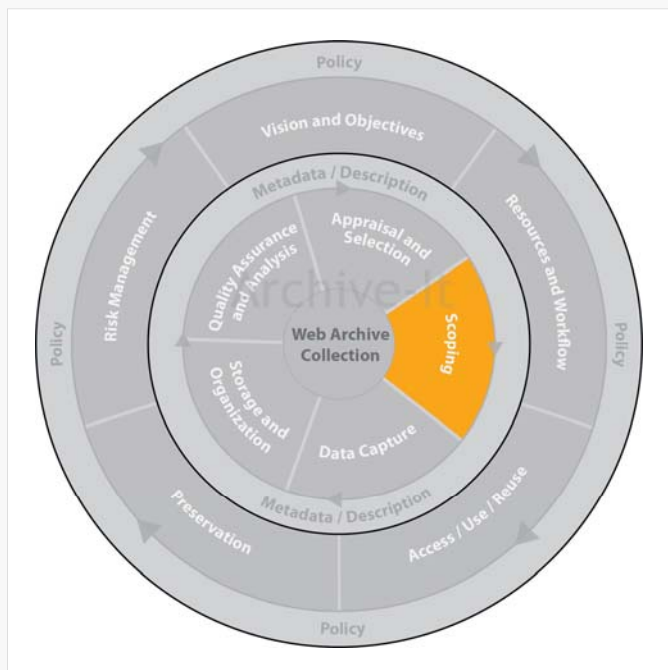 Policy
Vision and Objectives
Metadata / Description
Risk Management
Resources and Workflow
Quality Assurance
and Analysis
Appraisal and
Selection
Archive-It
Policy
Web Archive
Collection
Scoping
Policy
Storage and
Organization
Data Capture
Metadata / Description
Preservation
Access / Use / Reuse
Policy